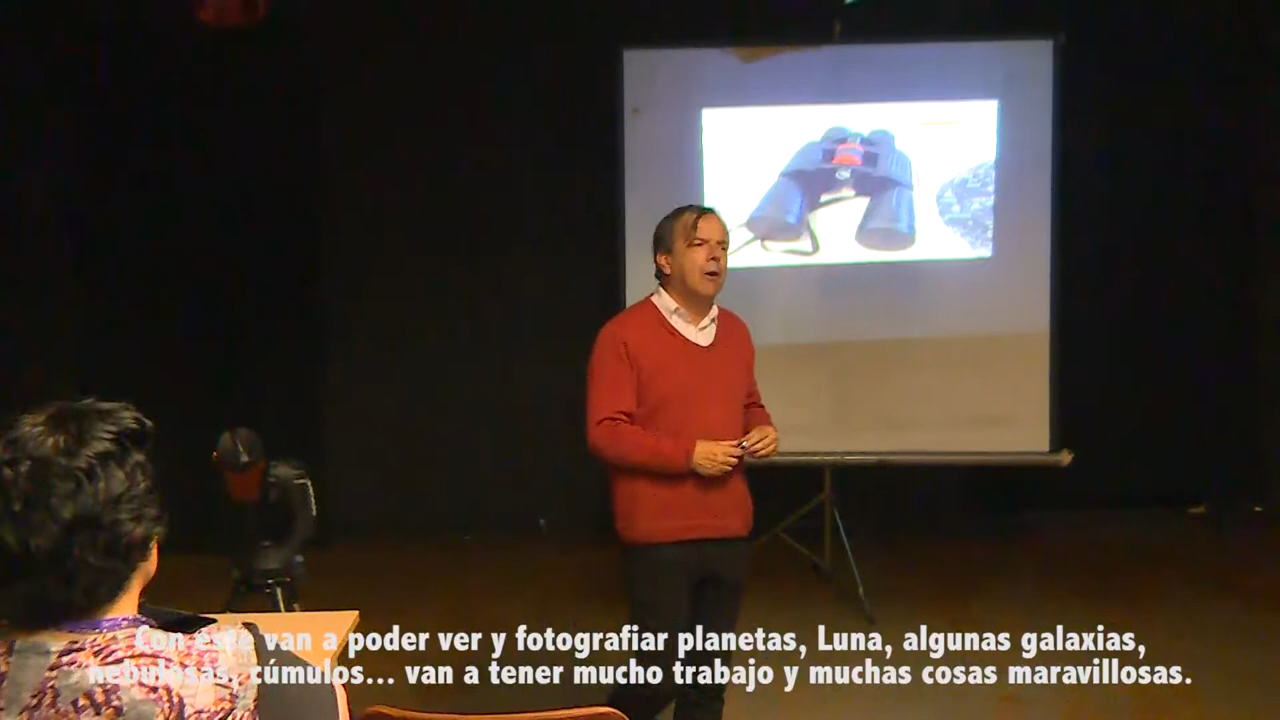 Con este van a poder ver y fotografiar planetas, Luna, algunas galaxias,
nebulosas, cúmulos... van a tener mucho trabajo y muchas cosas maravillosas.